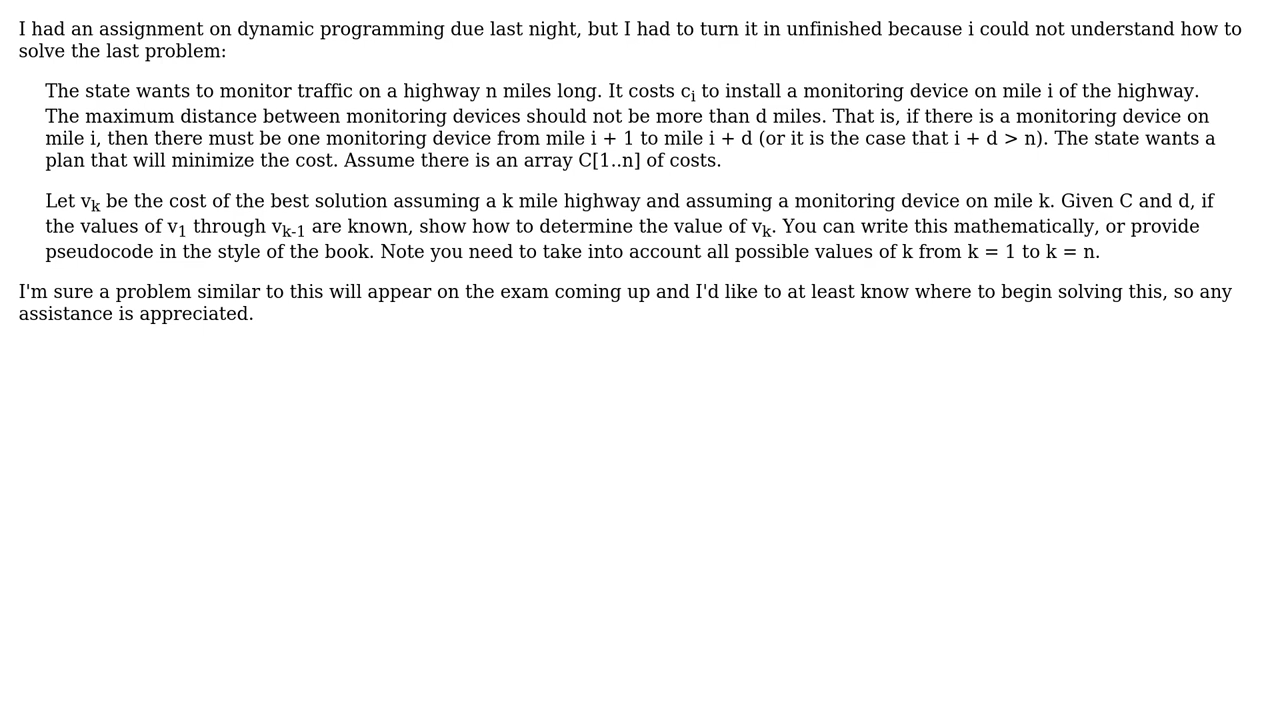 I had an assignment on dynamic programming due last night, but I had to turn it in unfinished because i could not understand how to
solve the last problem:
The state wants to monitor traffic on a highway n miles long. It costs ci to install a monitoring device on mile i of the highway.
The maximum distance between monitoring devices should not be more than d miles. That is, if there is a monitoring device on
mile i, then there must be one monitoring device from mile i + 1 to mile i + d (or it is the case that i + d > n). The state wants a
plan that will minimize the cost. Assume there is an array C[1..n] of costs.
Let vk be the cost of the best solution assuming a k mile highway and assuming a monitoring device on mile k. Given C and d, if
the values of v1 through vk-1 are known, show how to determine the value of vk. You can write this mathematically, or provide
pseudocode in the style of the book. Note you need to take into account all possible values of k from k = 1 to k = n.
I'm sure a problem similar to this will appear on the exam coming up and I'd like to at least know where to begin solving this, so any
assistance is appreciated.